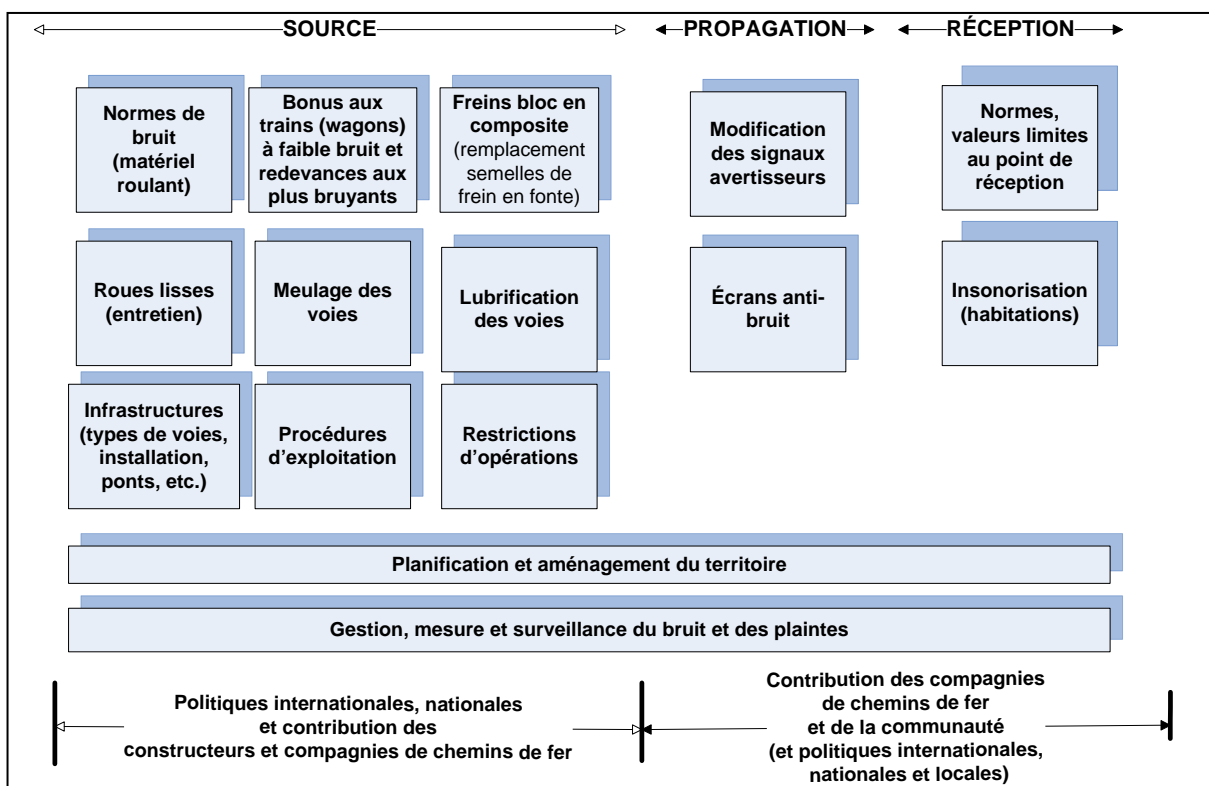 SOURCE
PROPAGATION
RÉCEPTION
Normes de
bruit
(matériel
roulant)
Bonus aux
trains (wagons)
à faible bruit et
redevances aux
plus bruyants
Freins bloc en
composite
(remplacement
semelles de
frein en fonte)
Modification
des signaux
avertisseurs
Normes,
valeurs limites
au point de
réception
Roues lisses
(entretien)
Meulage des
voies
Lubrification
des voies
Écrans anti-
bruit
Insonorisation
(habitations)
Infrastructures
(types de voies,
installation,
ponts, etc.)
Procédures
d'exploitation
Restrictions
d'opérations
Planification et aménagement du territoire
Gestion, mesure et surveillance du bruit et des plaintes
Politiques internationales, nationales
et contribution des
constructeurs et compagnies de chemins de fer
Contribution des compagnies
de chemins de fer
et de la communauté
(et politiques internationales,
nationales et locales)